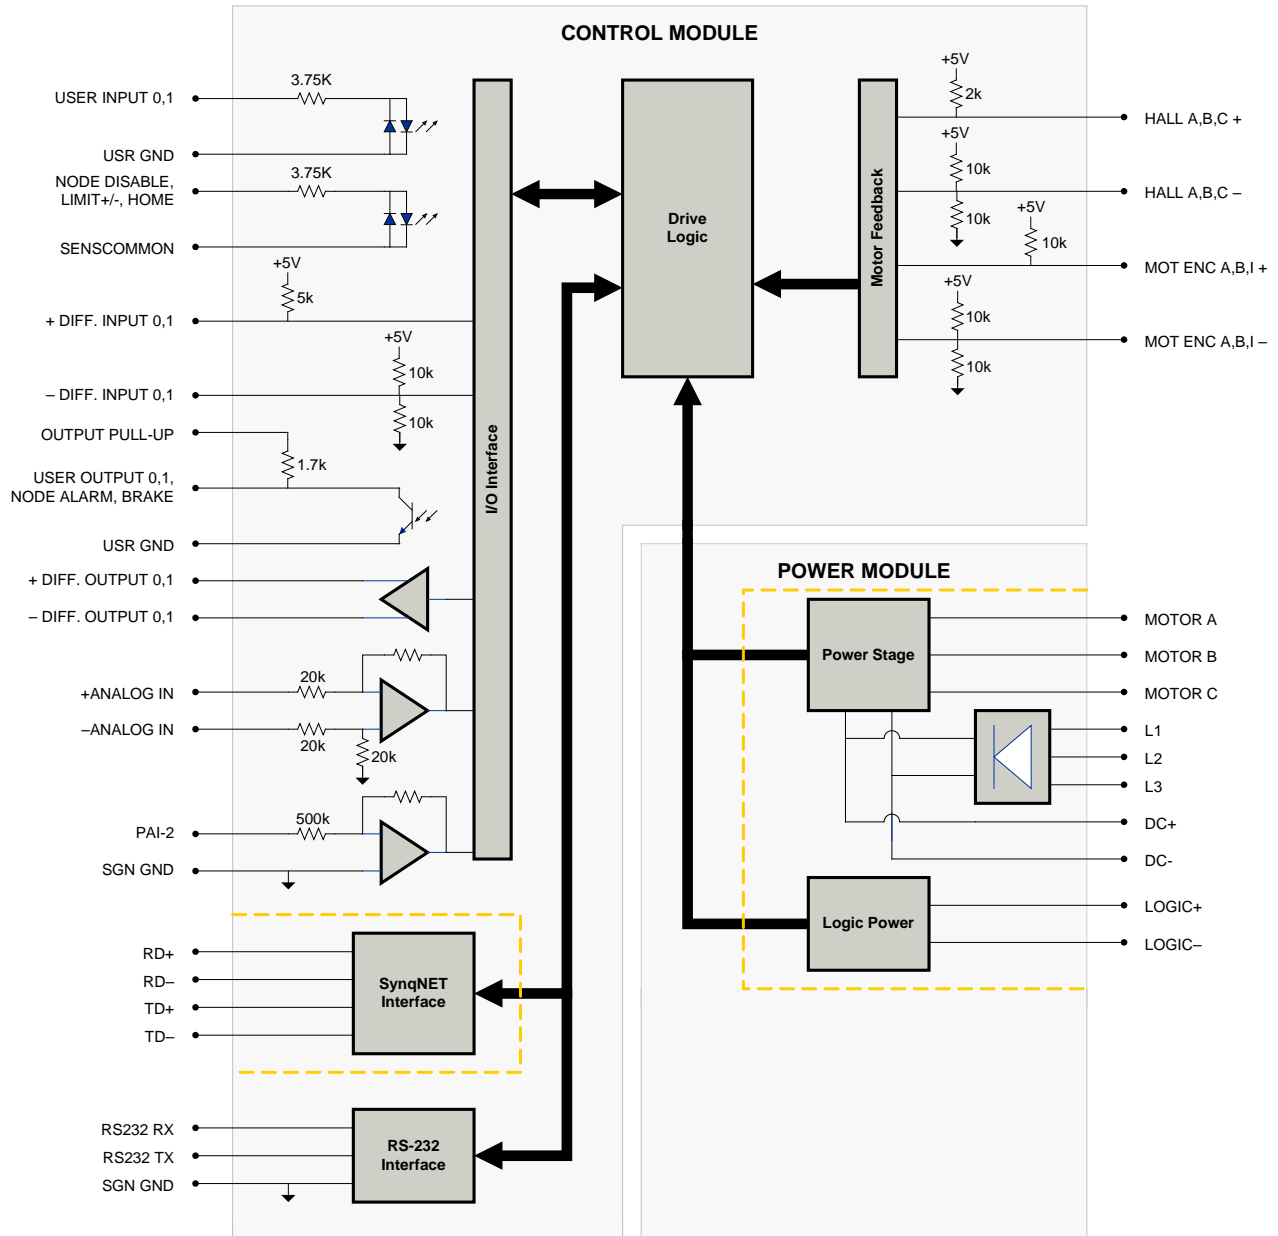 CONTROL MODULE
USER INPUT 0,1
3.75K
USR GND
NODE DISABLE,
LIMIT+/-, HOME
3.75K
SENSCOMMON
+5V
5k
+ DIFF. INPUT 0,1
+5V
10k
– DIFF. INPUT 0,1
10k
OUTPUT PULL-UP
1.7k
USER OUTPUT 0,1,
NODE ALARM, BRAKE
USR GND
+ DIFF. OUTPUT 0,1
– DIFF. OUTPUT 0,1
20k
+ANALOG IN
–ANALOG IN
20k
20k
500k
PAI-2
SGN GND
I/O Interface
RD+
RD–
TD+
TD–
SynqNET
Interface
RS232 RX
RS232 TX
SGN GND
RS-232
Interface
Drive
Logic
Motor Feedback
+5V
2k
HALL A,B,C +
+5V
10k
HALL A,B,C –
10k
+5V
10k
MOT ENC A,B,I +
+5V
10k
MOT ENC A,B,I –
10k
POWER MODULE
Power Stage
MOTOR A
MOTOR B
MOTOR C
L1
L2
L3
DC+
DC-
Logic Power
LOGIC+
LOGIC–